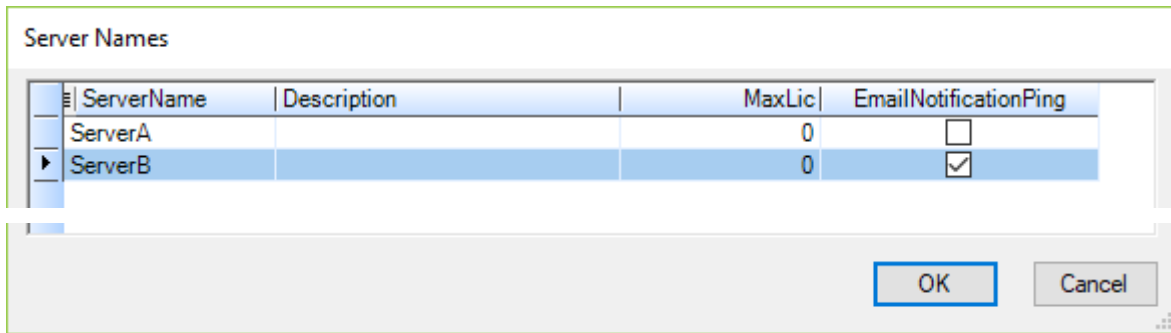 Server Names
ServerName Description MaxLic EmailNotificationPing
ServerA 0
ServerB 0
OK Cancel